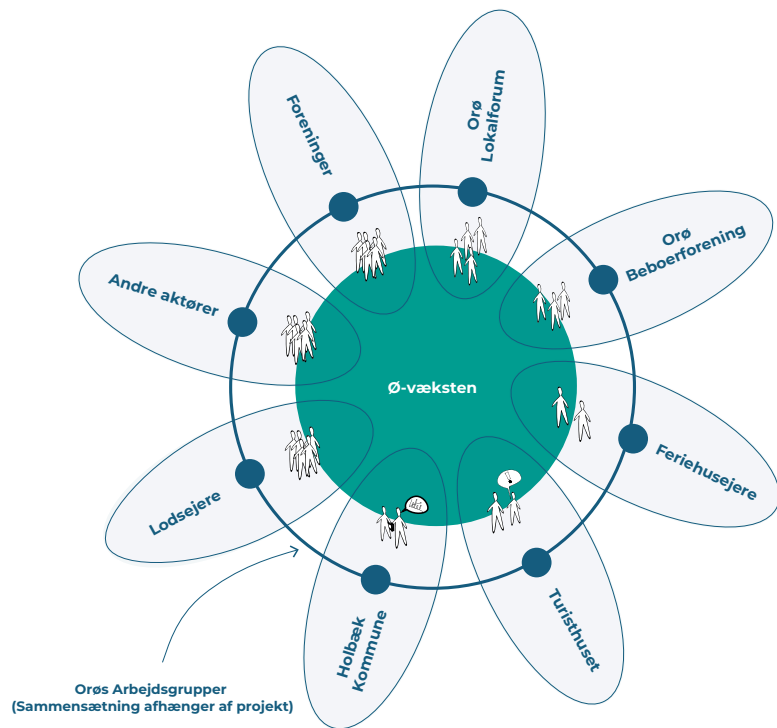 Foreninger
Orø
Lokalforum
Orø
Beboerforening
Andre aktører
Ø-væksten
Feriehusejere
Lodsejere
Turisthuset
Holbæk
Kommune
Orøs Arbejdsgrupper
(Sammensætning afhænger af projekt)